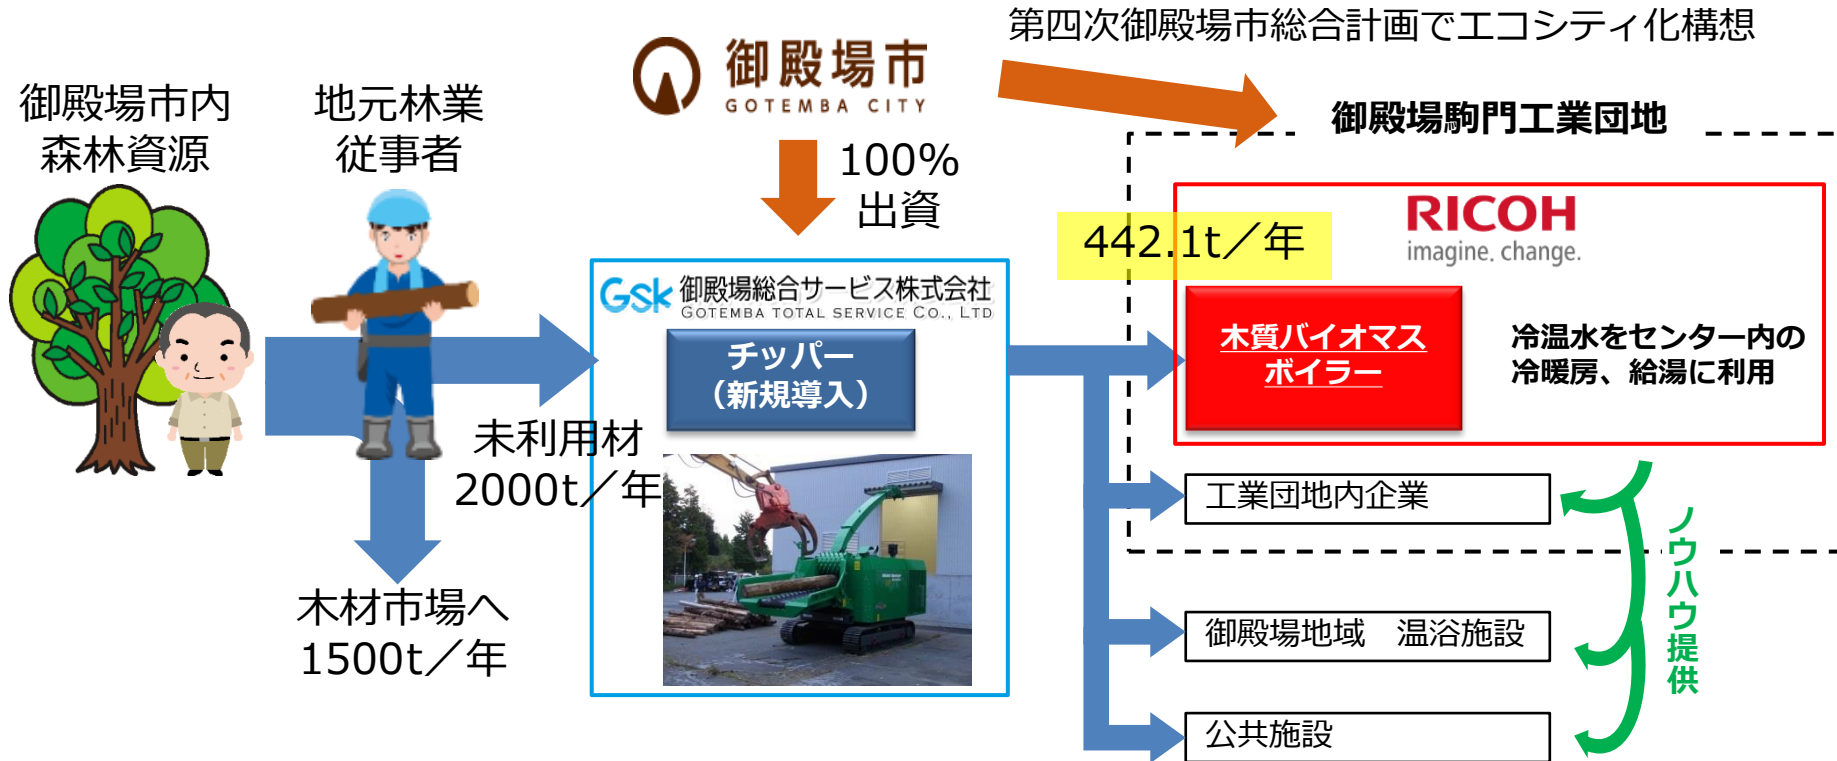 第四次御殿場市総合計画でエコシティ化構想
御殿場市
GOTEMBA CITY
御殿場市内
森林資源
地元林業
従事者
100%
出資
御殿場駒門工業団地
442.1t／年
RICOH
imagine. change.
Gsk 御殿場総合サービス株式会社
GOTEMBA TOTAL SERVICE CO., LTD
チッパー
（新規導入）
木質バイオマス
ボイラー
冷温水をセンター内の
冷暖房、給湯に利用
未利用材
2000t／年
木材市場へ
1500t／年
工業団地内企業
御殿場地域　温浴施設
公共施設
ノウハウ提供